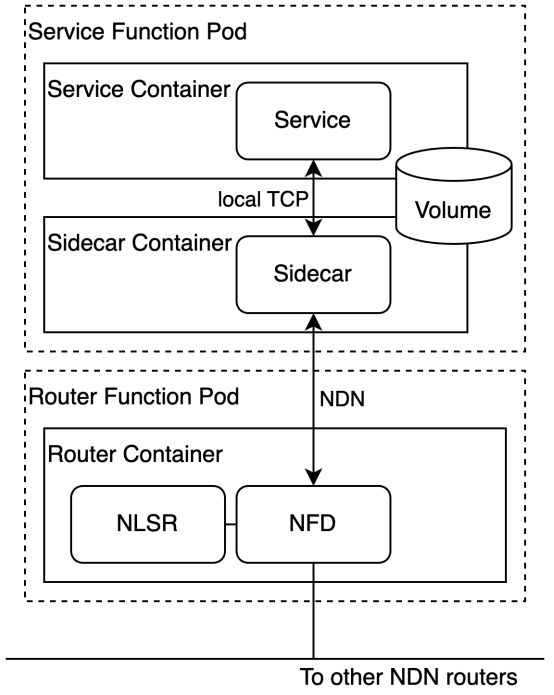 Service Function Pod
Service Container
Service
local TCP
Volume
Sidecar Container
Sidecar
Router Function Pod
NDN
Router Container
NLSR
NFD
To other NDN routers